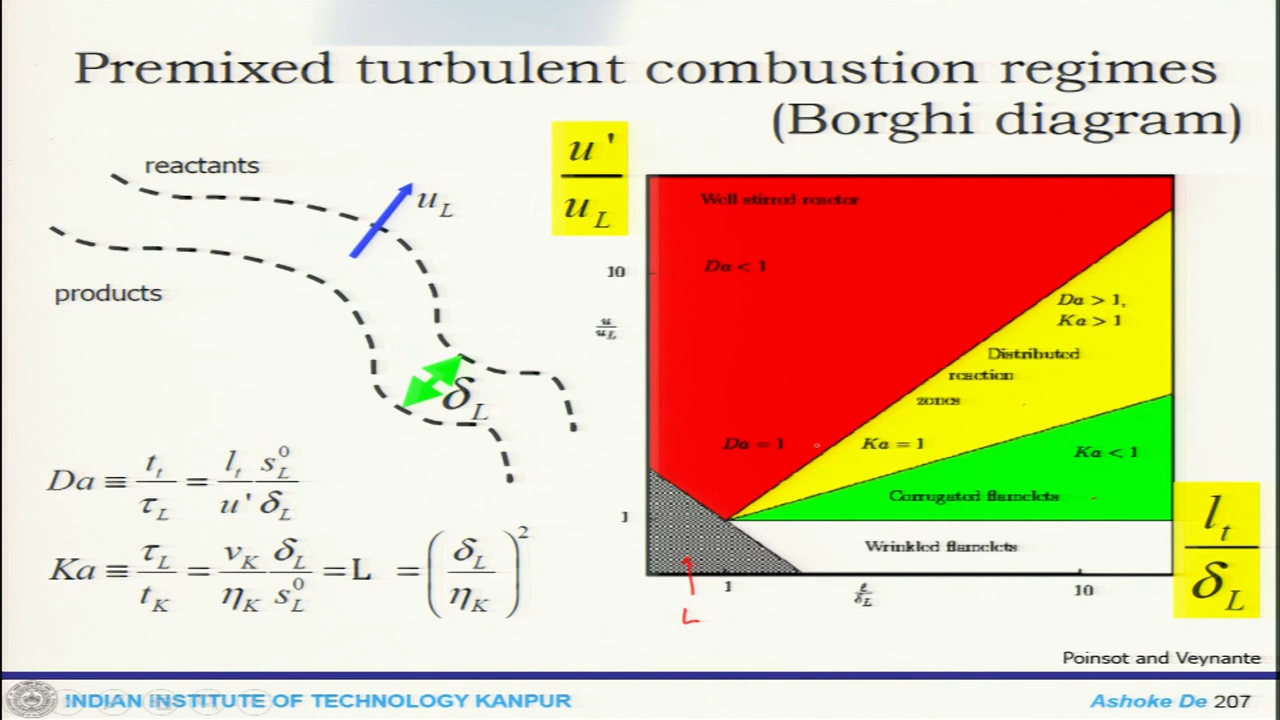 Premixed turbulent combustion regimes
(Borghi diagram)
reactants
u_L
products
δ_L
Da ≡ t_t/τ_L = l_t/u' s_L^0/δ_L
Ka ≡ τ_L/t_K = v_K/η_K δ_L/s_L^0 = L = (δ_L/η_K)^2
u'/u_L
Well stirred reactor
Da < 1
10
Da > 1,
Ka > 1
u/u_L
Distributed
reaction
zones
Da = 1
Ka = 1
Ka < 1
Corrugated flamelets
1
Wrinkled flamelets
l_t/δ_L
1
ℓ/δ_L
10
L
Poinsot and Veynante
INDIAN INSTITUTE OF TECHNOLOGY KANPUR
Ashoke De 207